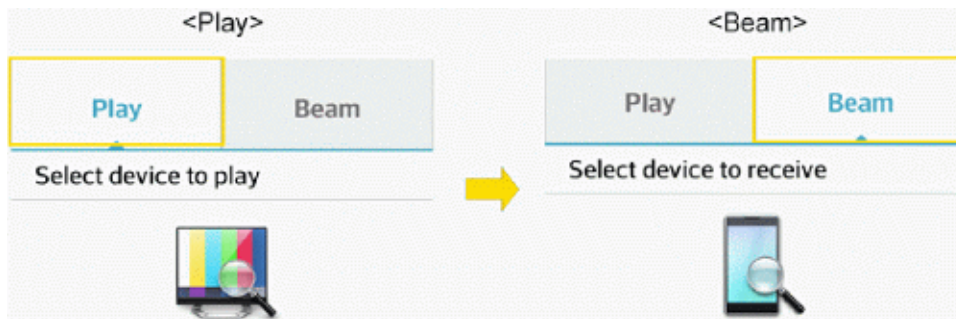 <Play>
Play Beam
Select device to play
<Beam>
Play Beam
Select device to receive